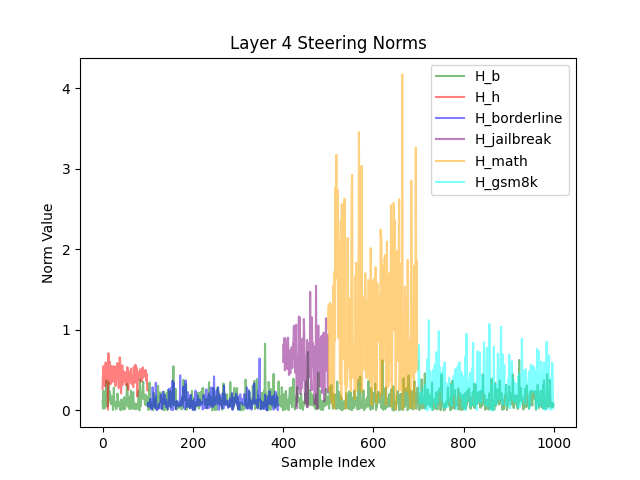 Layer 4 Steering Norms
H_b
H_h
H_borderline
H_jailbreak
H_math
H_gsm8k
Norm Value
4
3
2
1
0
0 200 400 600 800 1000
Sample Index